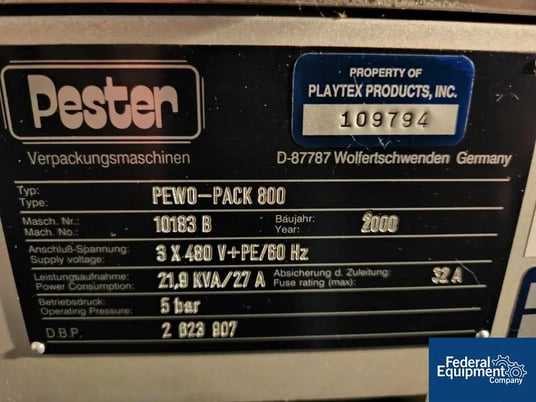 Pester
PROPERTY OF
PLAYTEX PRODUCTS, INC.
109794
Verpackungsmaschinen
D-87787 Wolfertschwenden Germany
Typ: PEWO-PACK 800
Type:
Masch. Nr.: 10183 B Baujahr: 2000
Mach. No.: Year:
Anschluß-Spannung: 3 X 480 V+PE/60 Hz
Supply voltage:
Leistungsaufnahme: 21,9 KVA/27 A Absicherung d. Zuleitung: 32 A
Power Consumption: Fuse rating (max):
Betriebsdruck: 5 bar
Operating Pressure:
D.B.P. 2 823 907
Federal
Equipment
Company